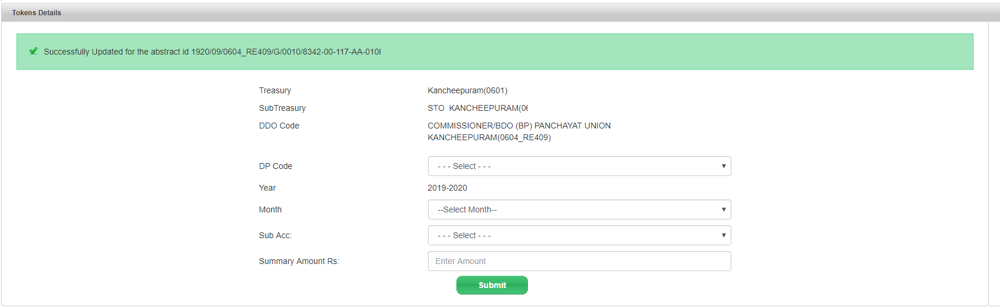 Tokens Details
Successfully Updated for the abstract id 1920/09/0604_RE409/G/0010/8342-00-117-AA-010I
Treasury Kancheepuram(0601)
SubTreasury STO KANCHEEPURAM(06
DDO Code COMMISSIONER/BDO (BP) PANCHAYAT UNION
KANCHEEPURAM(0604_RE409)
DP Code - - - Select - - -
Year 2019-2020
Month --Select Month--
Sub Acc: - - - Select - - -
Summary Amount Rs: Enter Amount
Submit